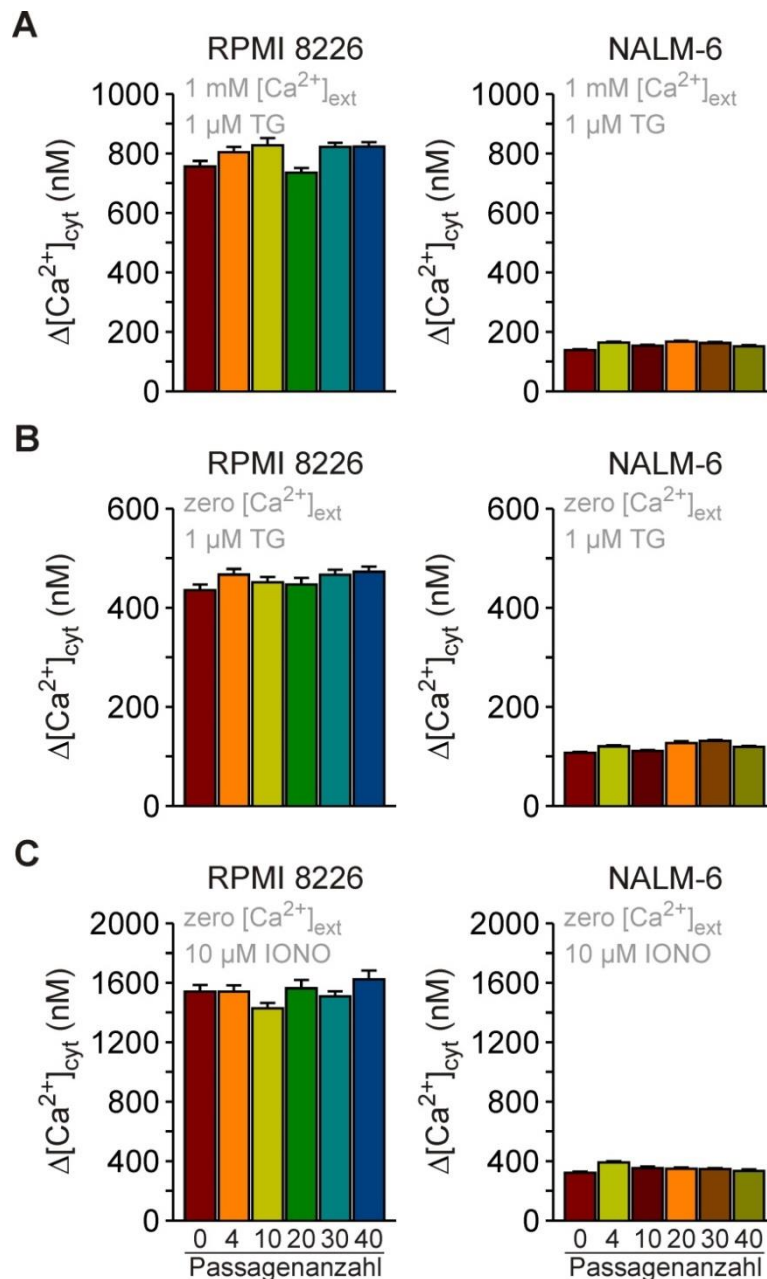 A
RPMI 8226
NALM-6
1 mM [Ca²⁺]ext
1 µM TG
1 mM [Ca²⁺]ext
1 µM TG
1000
800
600
400
200
0
Δ[Ca²⁺]cyt (nM)
1000
800
600
400
200
0
Δ[Ca²⁺]cyt (nM)
B
RPMI 8226
NALM-6
zero [Ca²⁺]ext
1 µM TG
zero [Ca²⁺]ext
1 µM TG
600
400
200
0
Δ[Ca²⁺]cyt (nM)
600
400
200
0
Δ[Ca²⁺]cyt (nM)
C
RPMI 8226
NALM-6
zero [Ca²⁺]ext
10 µM IONO
zero [Ca²⁺]ext
10 µM IONO
2000
1600
1200
800
400
0
Δ[Ca²⁺]cyt (nM)
2000
1600
1200
800
400
0
Δ[Ca²⁺]cyt (nM)
0 4 10 20 30 40
Passagenanzahl
0 4 10 20 30 40
Passagenanzahl